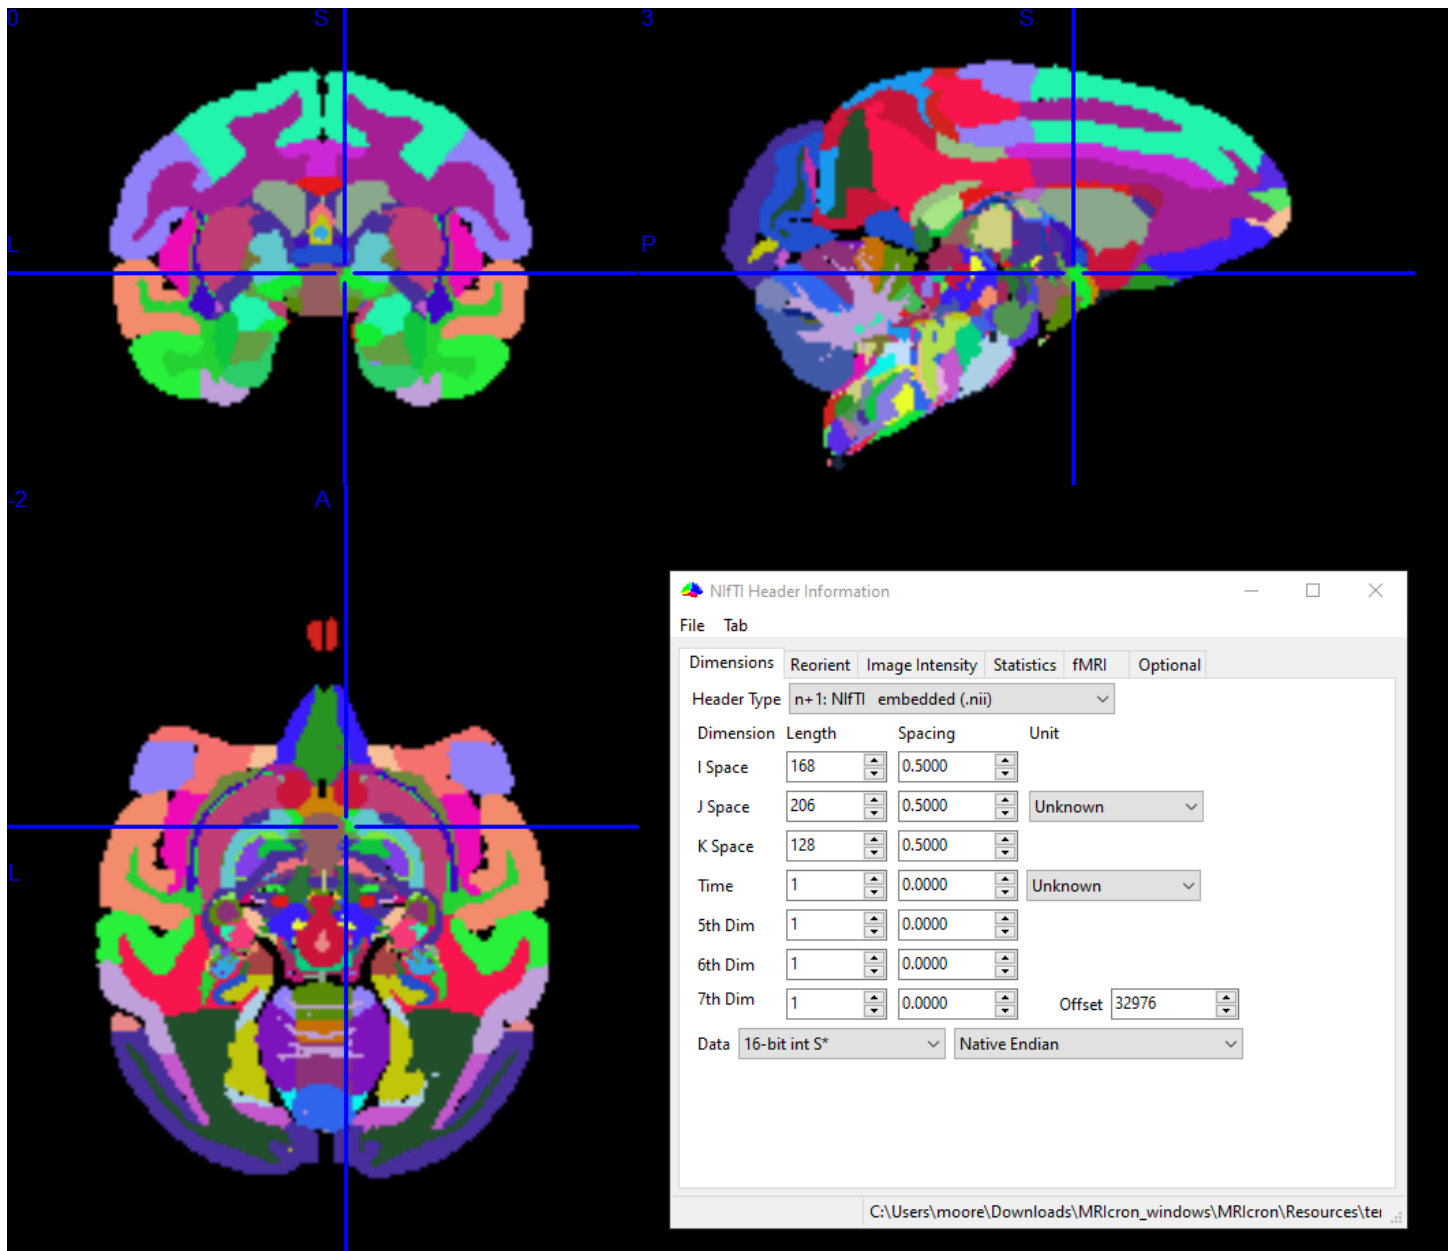 0 S
3 S
L
P
-2 A
L
NIfTI Header Information
File Tab
Dimensions Reorient Image Intensity Statistics fMRI Optional
Header Type n+1: NIfTI embedded (.nii)
Dimension Length Spacing Unit
I Space 168 0.5000
J Space 206 0.5000 Unknown
K Space 128 0.5000
Time 1 0.0000 Unknown
5th Dim 1 0.0000
6th Dim 1 0.0000
7th Dim 1 0.0000 Offset 32976
Data 16-bit int S* Native Endian
C:\Users\moore\Downloads\MRIcron_windows\MRIcron\Resources\te